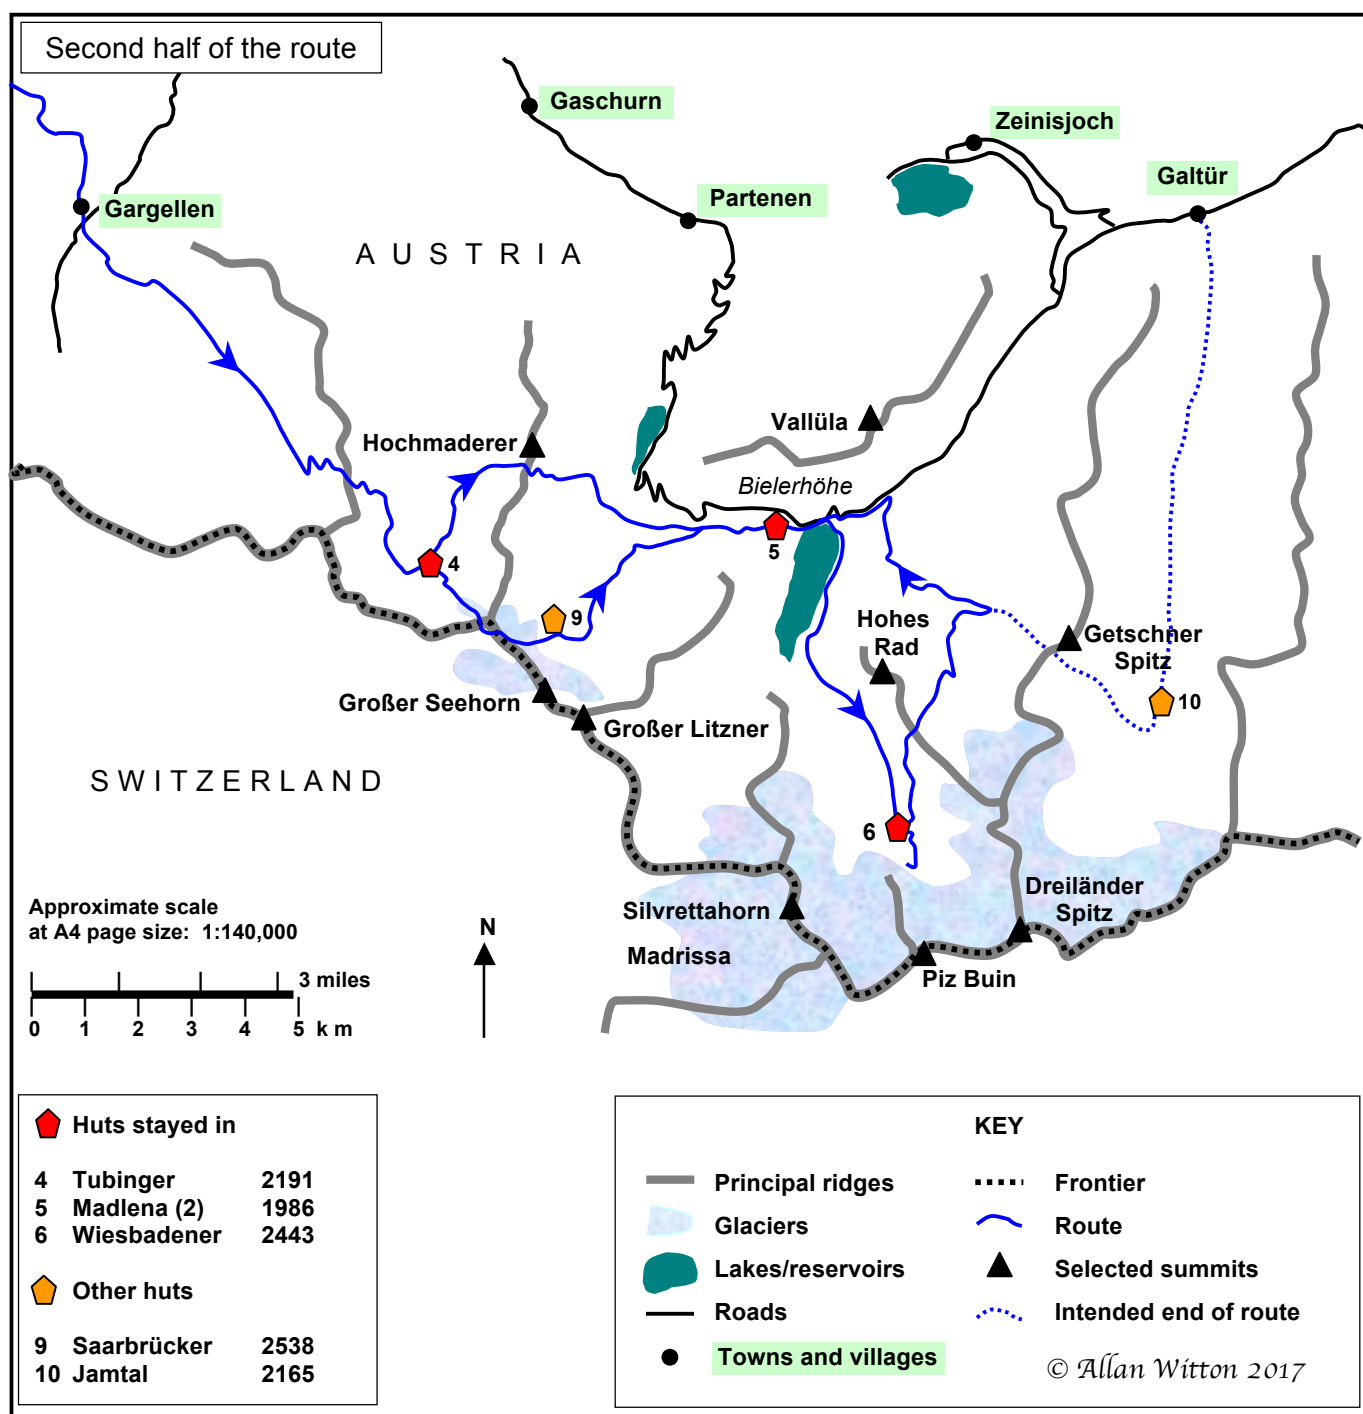 Second half of the route
Gaschurn
Zeinisjoch
Galtür
Partenen
Gargellen
AUSTRIA
Vallüla
Hochmaderer
Bielerhöhe
5
4
9
Hohes
Rad
Getschner
Spitz
10
Großer Seehorn
Großer Litzner
SWITZERLAND
6
Dreiländer
Spitz
Silvrettahorn
Madrissa
Piz Buin
Approximate scale
at A4 page size: 1:140,000
N
3 miles
0 1 2 3 4 5 km
Huts stayed in
4 Tubinger 2191
5 Madlena (2) 1986
6 Wiesbadener 2443
Other huts
9 Saarbrücker 2538
10 Jamtal 2165
KEY
Principal ridges
Frontier
Glaciers
Route
Lakes/reservoirs
Selected summits
Roads
Intended end of route
Towns and villages
© Allan Witton 2017